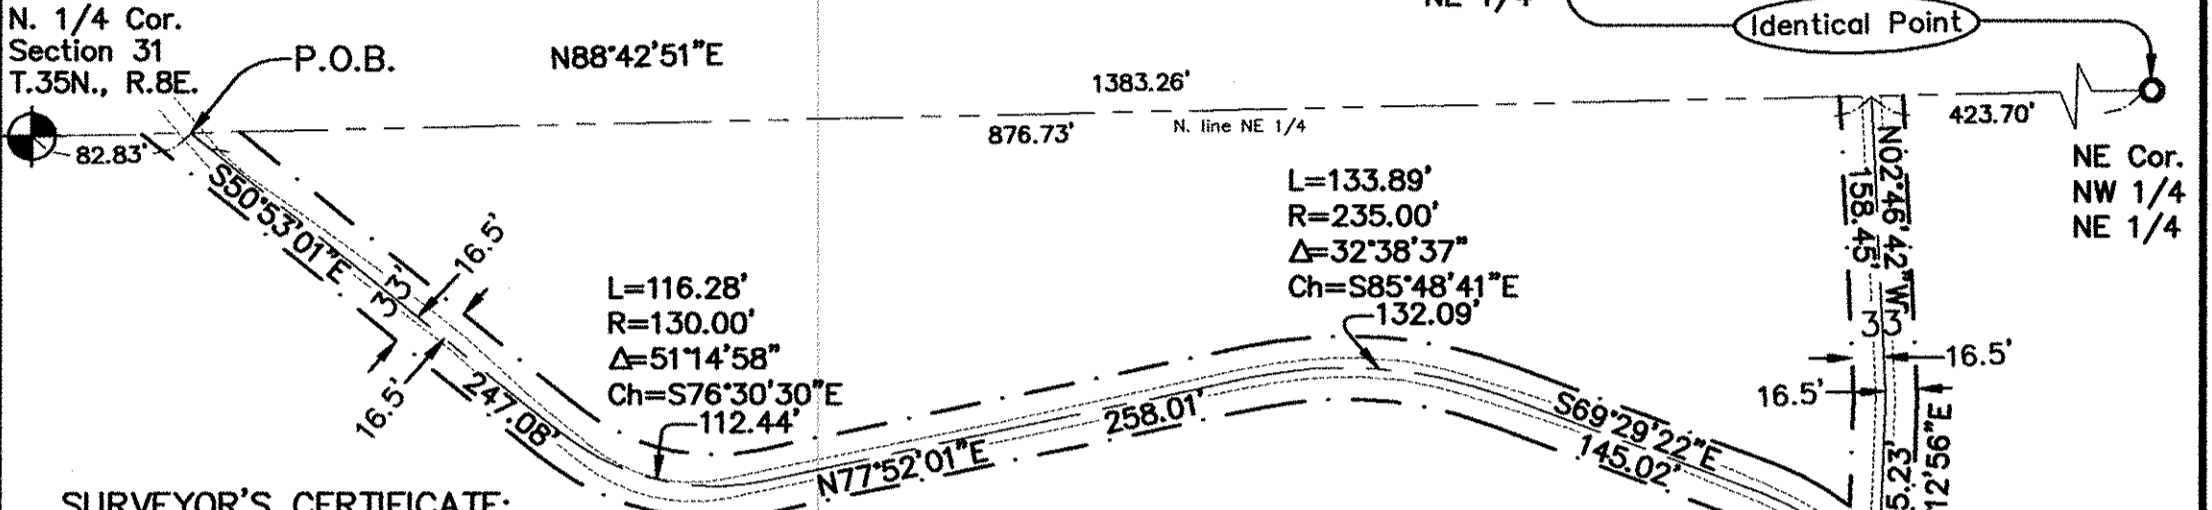 N. 1/4 Cor.
Section 31
T.35N., R.8E.
P.O.B.
N88°42'51"E
1383.26'
NE 1/4
Identical Point
82.83'
876.73'
N. line NE 1/4
423.70'
NE Cor.
NW 1/4
NE 1/4
S50°53'01"E
247.08'
33'
16.5'
16.5'
L=116.28'
R=130.00'
Δ=51°14'58"
Ch=S76°30'30"E
112.44'
N77°52'01"E
258.01'
L=133.89'
R=235.00'
Δ=32°38'37"
Ch=S85°48'41"E
132.09'
S69°29'22"E
145.02'
N02°46'42"W
158.45'
33'
16.5'
16.5'
5.23'
12'56"E
SURVEYOR'S CERTIFICATE: